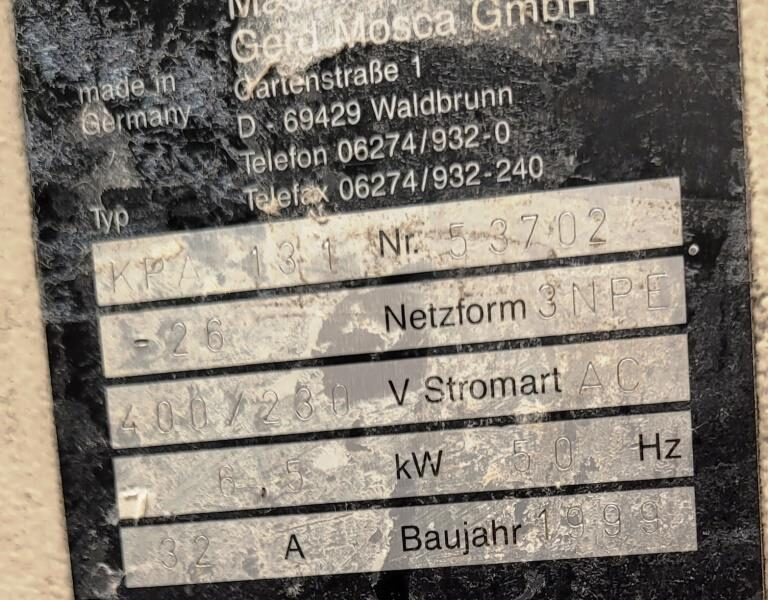 Gerd Mosca GmbH
made in Gartenstraße 1
Germany D - 69429 Waldbrunn
Telefon 06274/932-0
Telefax 06274/932-240
Typ
KPA 131 Nr. 53702
-26 Netzform 3NPE
400/230 V Stromart AC
6.5 kW 50 Hz
32 A Baujahr 1999